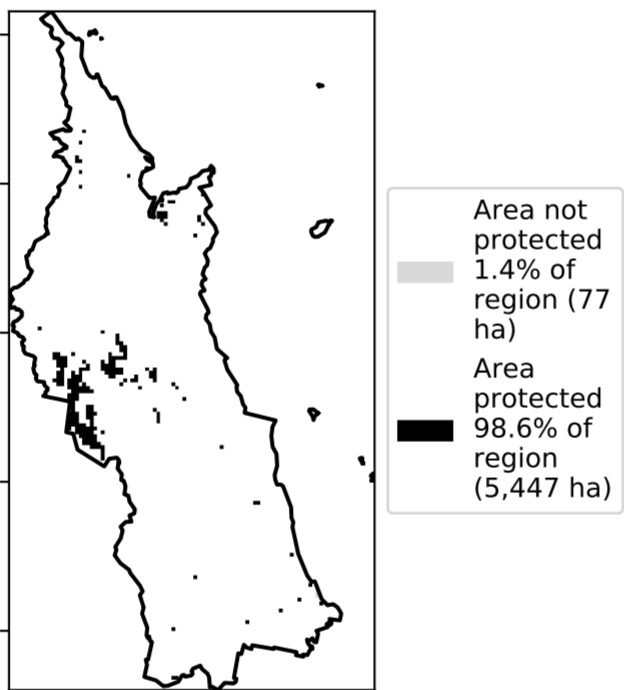 Area not
protected
1.4% of
region (77
ha)
Area
protected
98.6% of
region
(5,447 ha)